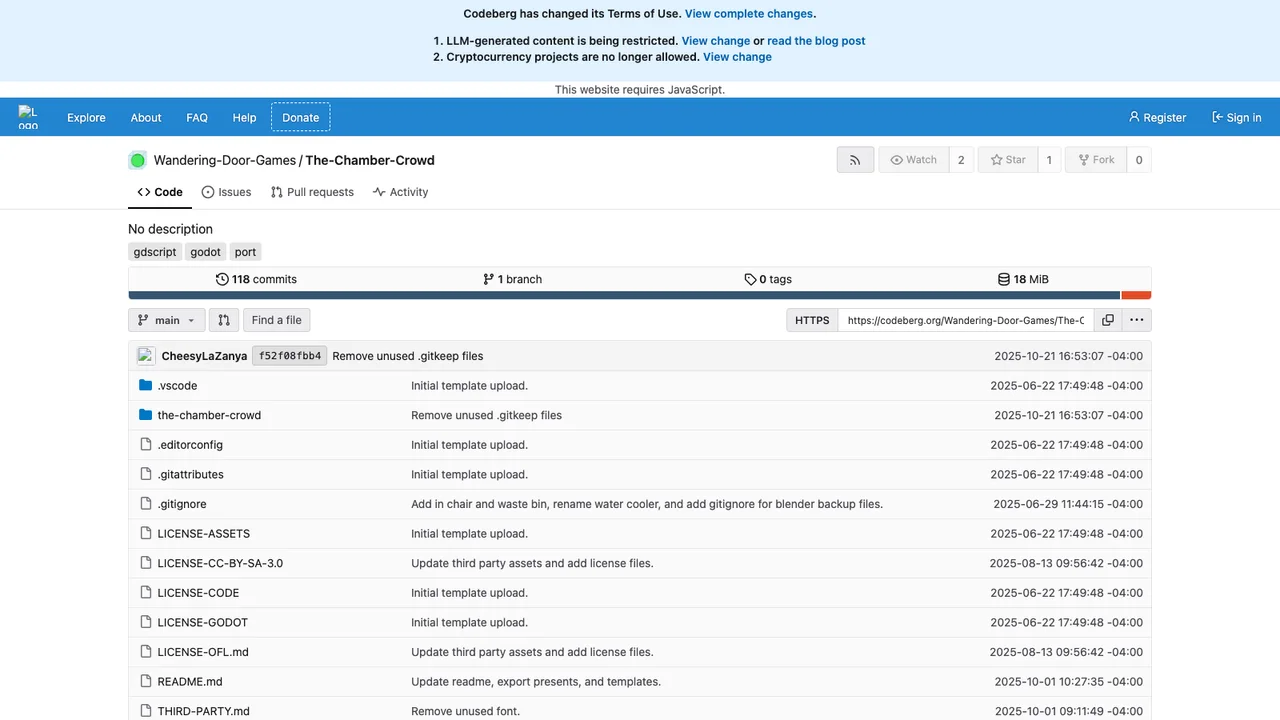 Codeberg has changed its Terms of Use. View complete changes.
1. LLM-generated content is being restricted. View change or read the blog post
2. Cryptocurrency projects are no longer allowed. View change
This website requires JavaScript.
Logo Explore About FAQ Help Donate Register Sign in
Wandering-Door-Games / The-Chamber-Crowd Watch 2 Star 1 Fork 0
Code Issues Pull requests Activity
No description
gdscript godot port
118 commits 1 branch 0 tags 18 MiB
main Find a file HTTPS https://codeberg.org/Wandering-Door-Games/The-C
CheesyLaZanya f52f08fbb4 Remove unused .gitkeep files 2025-10-21 16:53:07 -04:00
.vscode Initial template upload. 2025-06-22 17:49:48 -04:00
the-chamber-crowd Remove unused .gitkeep files 2025-10-21 16:53:07 -04:00
.editorconfig Initial template upload. 2025-06-22 17:49:48 -04:00
.gitattributes Initial template upload. 2025-06-22 17:49:48 -04:00
.gitignore Add in chair and waste bin, rename water cooler, and add gitignore for blender backup files. 2025-06-29 11:44:15 -04:00
LICENSE-ASSETS Initial template upload. 2025-06-22 17:49:48 -04:00
LICENSE-CC-BY-SA-3.0 Update third party assets and add license files. 2025-08-13 09:56:42 -04:00
LICENSE-CODE Initial template upload. 2025-06-22 17:49:48 -04:00
LICENSE-GODOT Initial template upload. 2025-06-22 17:49:48 -04:00
LICENSE-OFL.md Update third party assets and add license files. 2025-08-13 09:56:42 -04:00
README.md Update readme, export presents, and templates. 2025-10-01 10:27:35 -04:00
THIRD-PARTY.md Remove unused font. 2025-10-01 09:11:49 -04:00